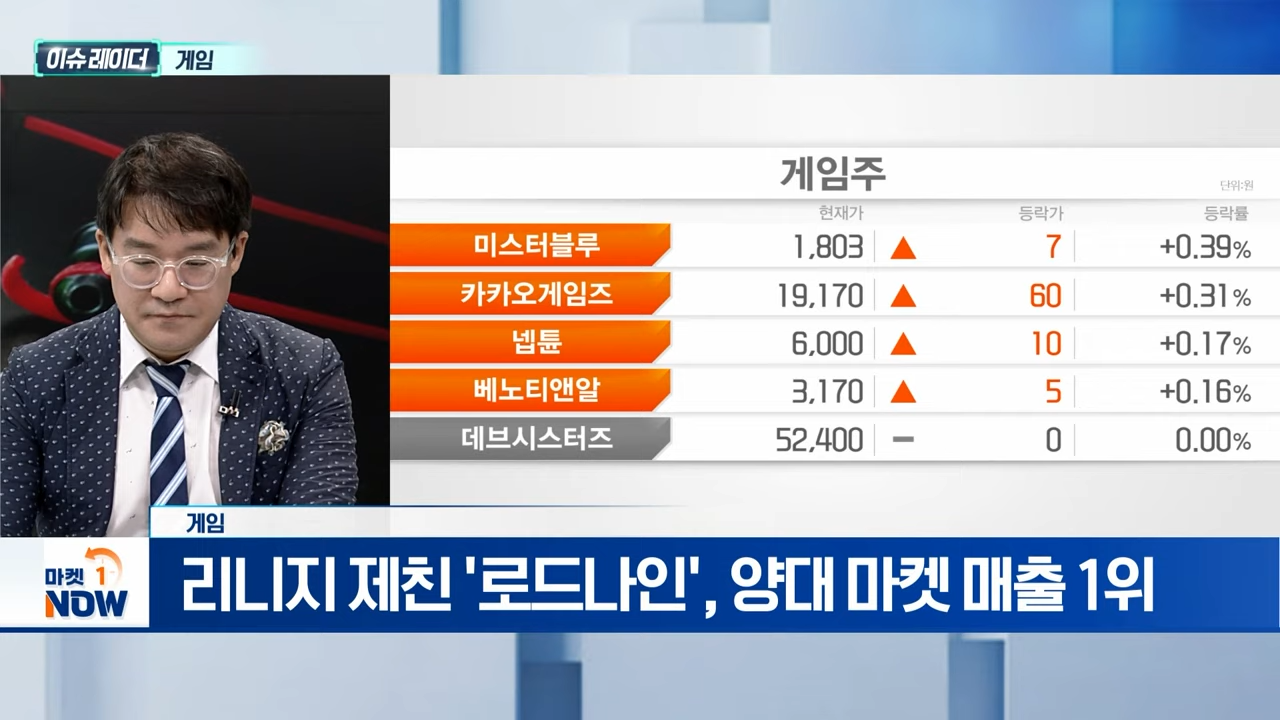 이슈 레이더 게임
게임주
단위:원
현재가 등락가 등락률
미스터블루 1,803 ▲ 7 +0.39%
카카오게임즈 19,170 ▲ 60 +0.31%
넵튠 6,000 ▲ 10 +0.17%
베노티앤알 3,170 ▲ 5 +0.16%
데브시스터즈 52,400 - 0 0.00%
게임
마켓 1
NOW
리니지 제친 '로드나인', 양대 마켓 매출 1위